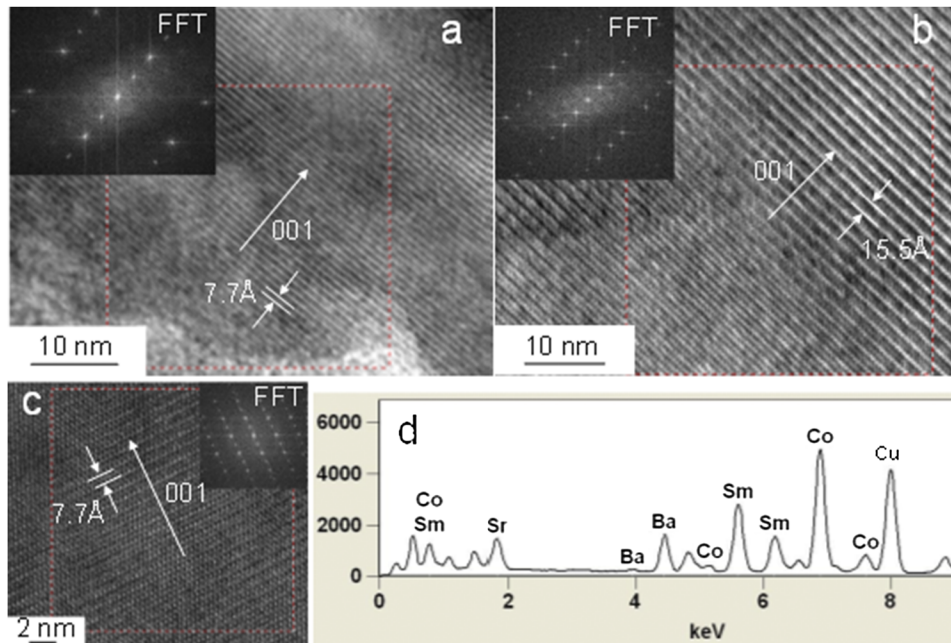 FFT
a
001
7.7Å
10 nm
FFT
b
001
15.5Å
10 nm
c
FFT
7.7Å
001
2 nm
d
6000
4000
2000
0
Co
Sm
Sr
Ba
Ba
Co
Sm
Sm
Co
Co
Cu
0
2
4
6
8
keV